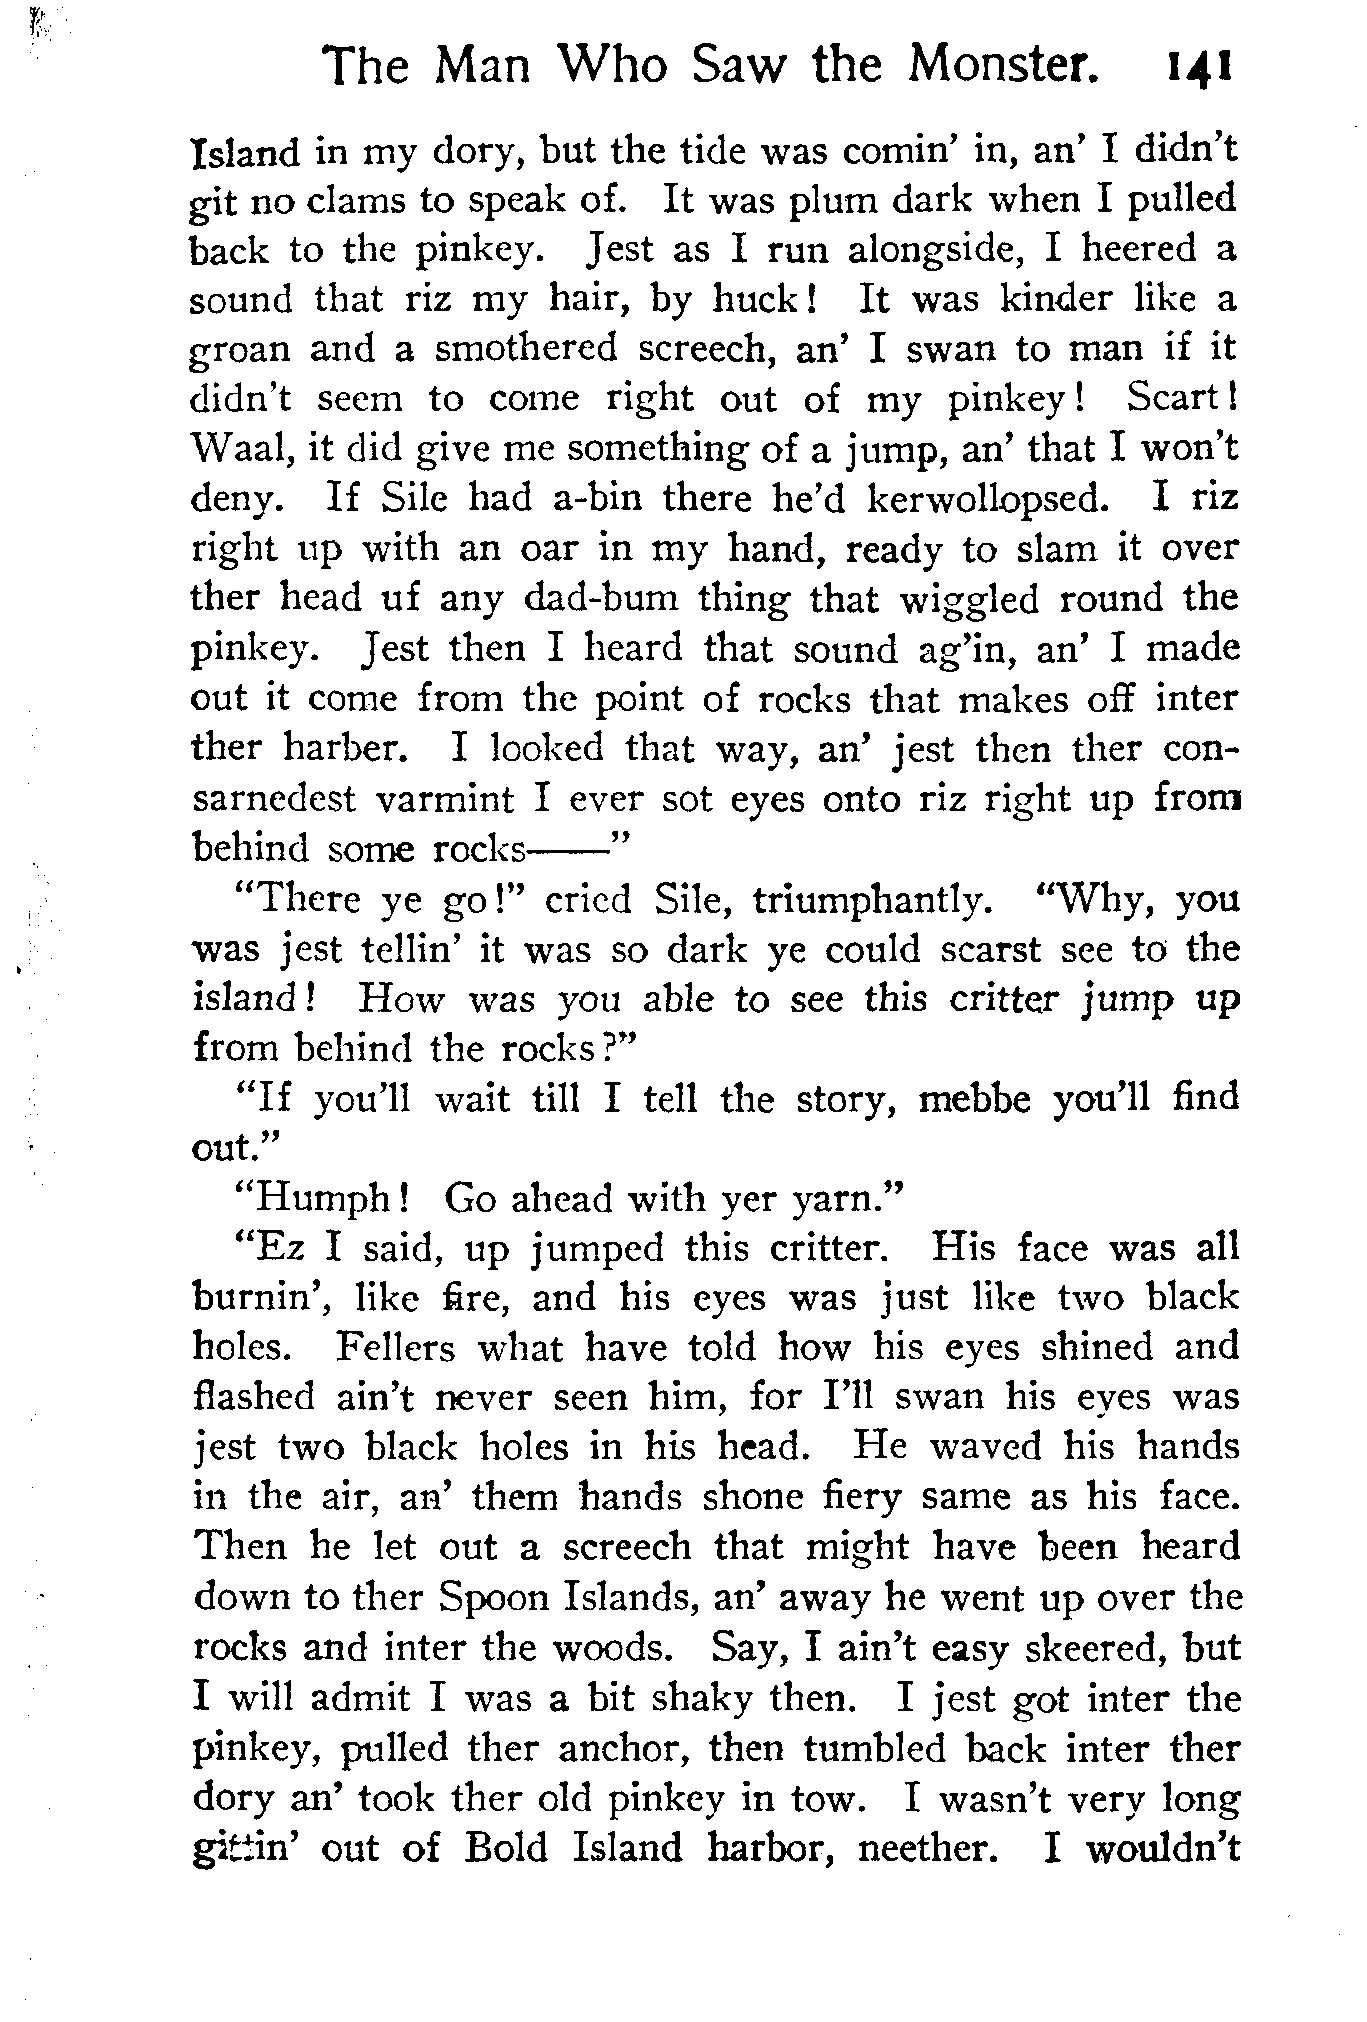 The Man Who Saw the Monster. 141
Island in my dory, but the tide was comin' in, an' I didn't
git no clams to speak of. It was plum dark when I pulled
back to the pinkey. Jest as I run alongside, I heered a
sound that riz my hair, by huck! It was kinder like a
groan and a smothered screech, an' I swan to man if it
didn't seem to come right out of my pinkey! Scart!
Waal, it did give me something of a jump, an' that I won't
deny. If Sile had a-bin there he'd kerwollopsed. I riz
right up with an oar in my hand, ready to slam it over
ther head uf any dad-bum thing that wiggled round the
pinkey. Jest then I heard that sound ag'in, an' I made
out it come from the point of rocks that makes off inter
ther harber. I looked that way, an' jest then ther con-
sarnedest varmint I ever sot eyes onto riz right up from
behind some rocks——"
"There ye go!" cried Sile, triumphantly. "Why, you
was jest tellin' it was so dark ye could scarst see to the
island! How was you able to see this critter jump up
from behind the rocks?"
"If you'll wait till I tell the story, mebbe you'll find
out."
"Humph! Go ahead with yer yarn."
"Ez I said, up jumped this critter. His face was all
burnin', like fire, and his eyes was just like two black
holes. Fellers what have told how his eyes shined and
flashed ain't never seen him, for I'll swan his eyes was
jest two black holes in his head. He waved his hands
in the air, an' them hands shone fiery same as his face.
Then he let out a screech that might have been heard
down to ther Spoon Islands, an' away he went up over the
rocks and inter the woods. Say, I ain't easy skeered, but
I will admit I was a bit shaky then. I jest got inter the
pinkey, pulled ther anchor, then tumbled back inter ther
dory an' took ther old pinkey in tow. I wasn't very long
gittin' out of Bold Island harbor, neether. I wouldn't